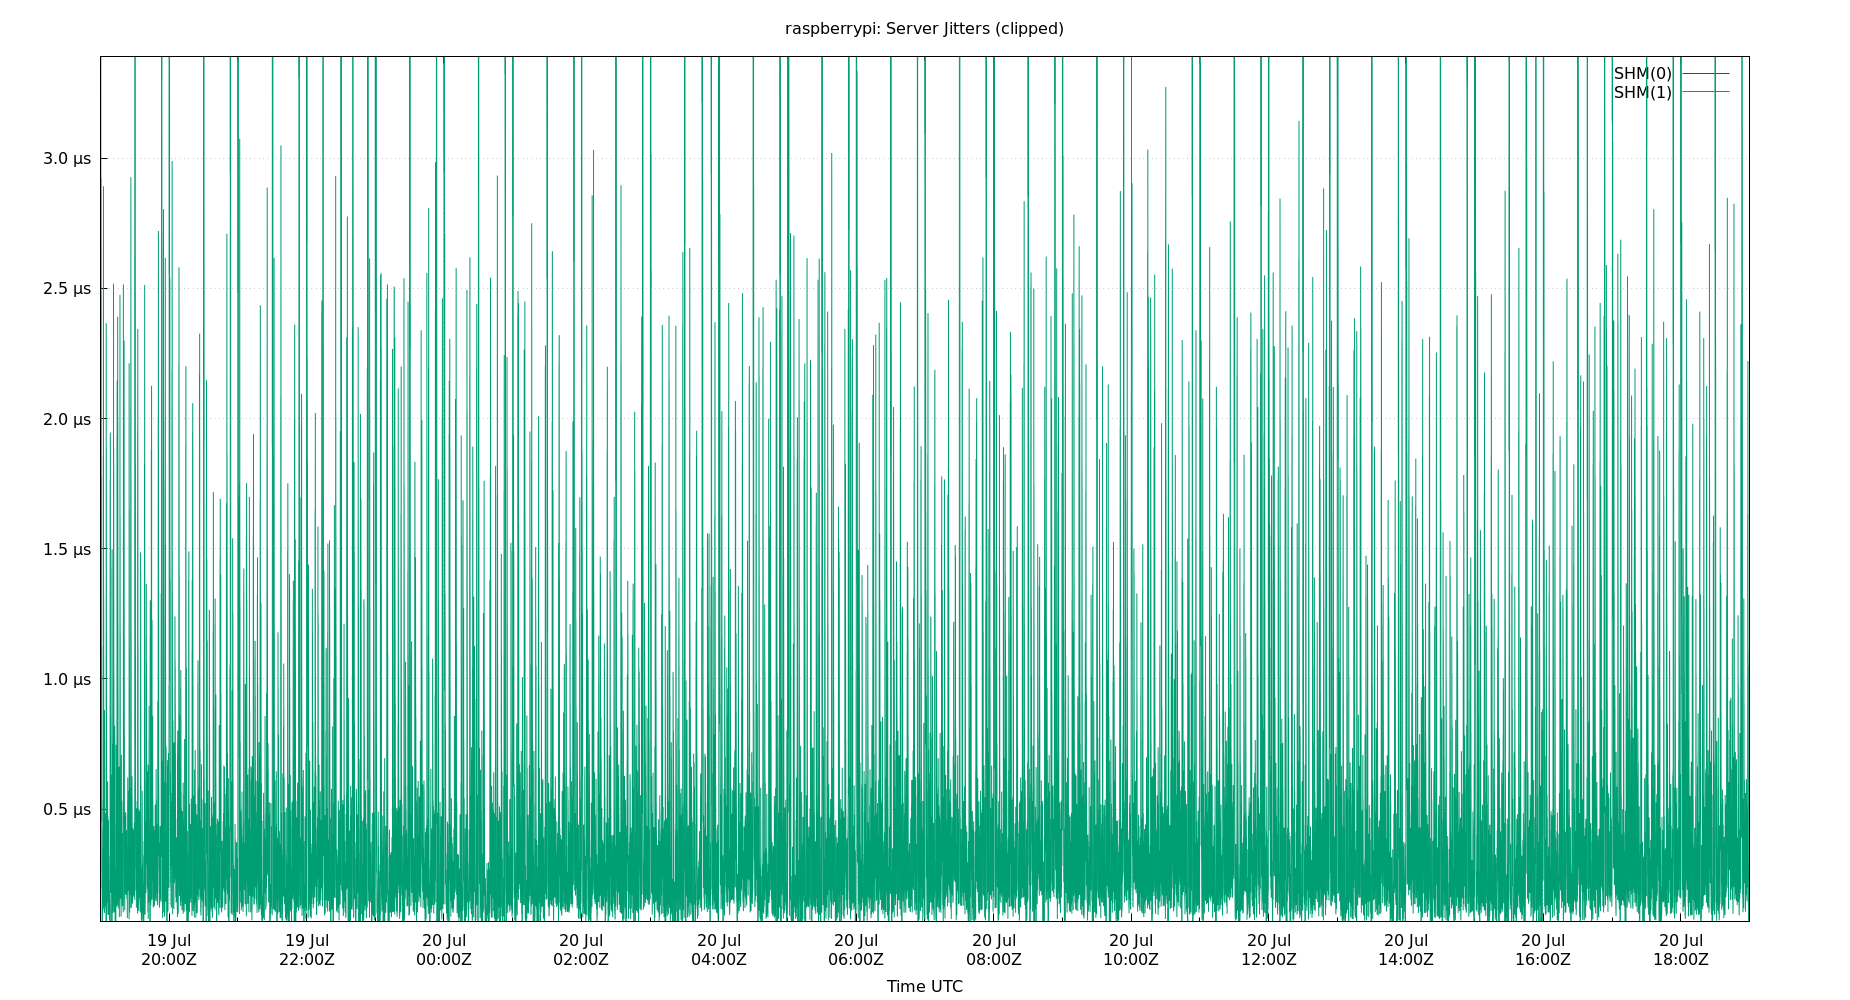 raspberrypi: Server Jitters (clipped)
SHM(0)
SHM(1)
3.0 µs
2.5 µs
2.0 µs
1.5 µs
1.0 µs
0.5 µs
19 Jul 19 Jul 20 Jul 20 Jul 20 Jul 20 Jul 20 Jul 20 Jul 20 Jul 20 Jul 20 Jul 20 Jul
20:00Z 22:00Z 00:00Z 02:00Z 04:00Z 06:00Z 08:00Z 10:00Z 12:00Z 14:00Z 16:00Z 18:00Z
Time UTC